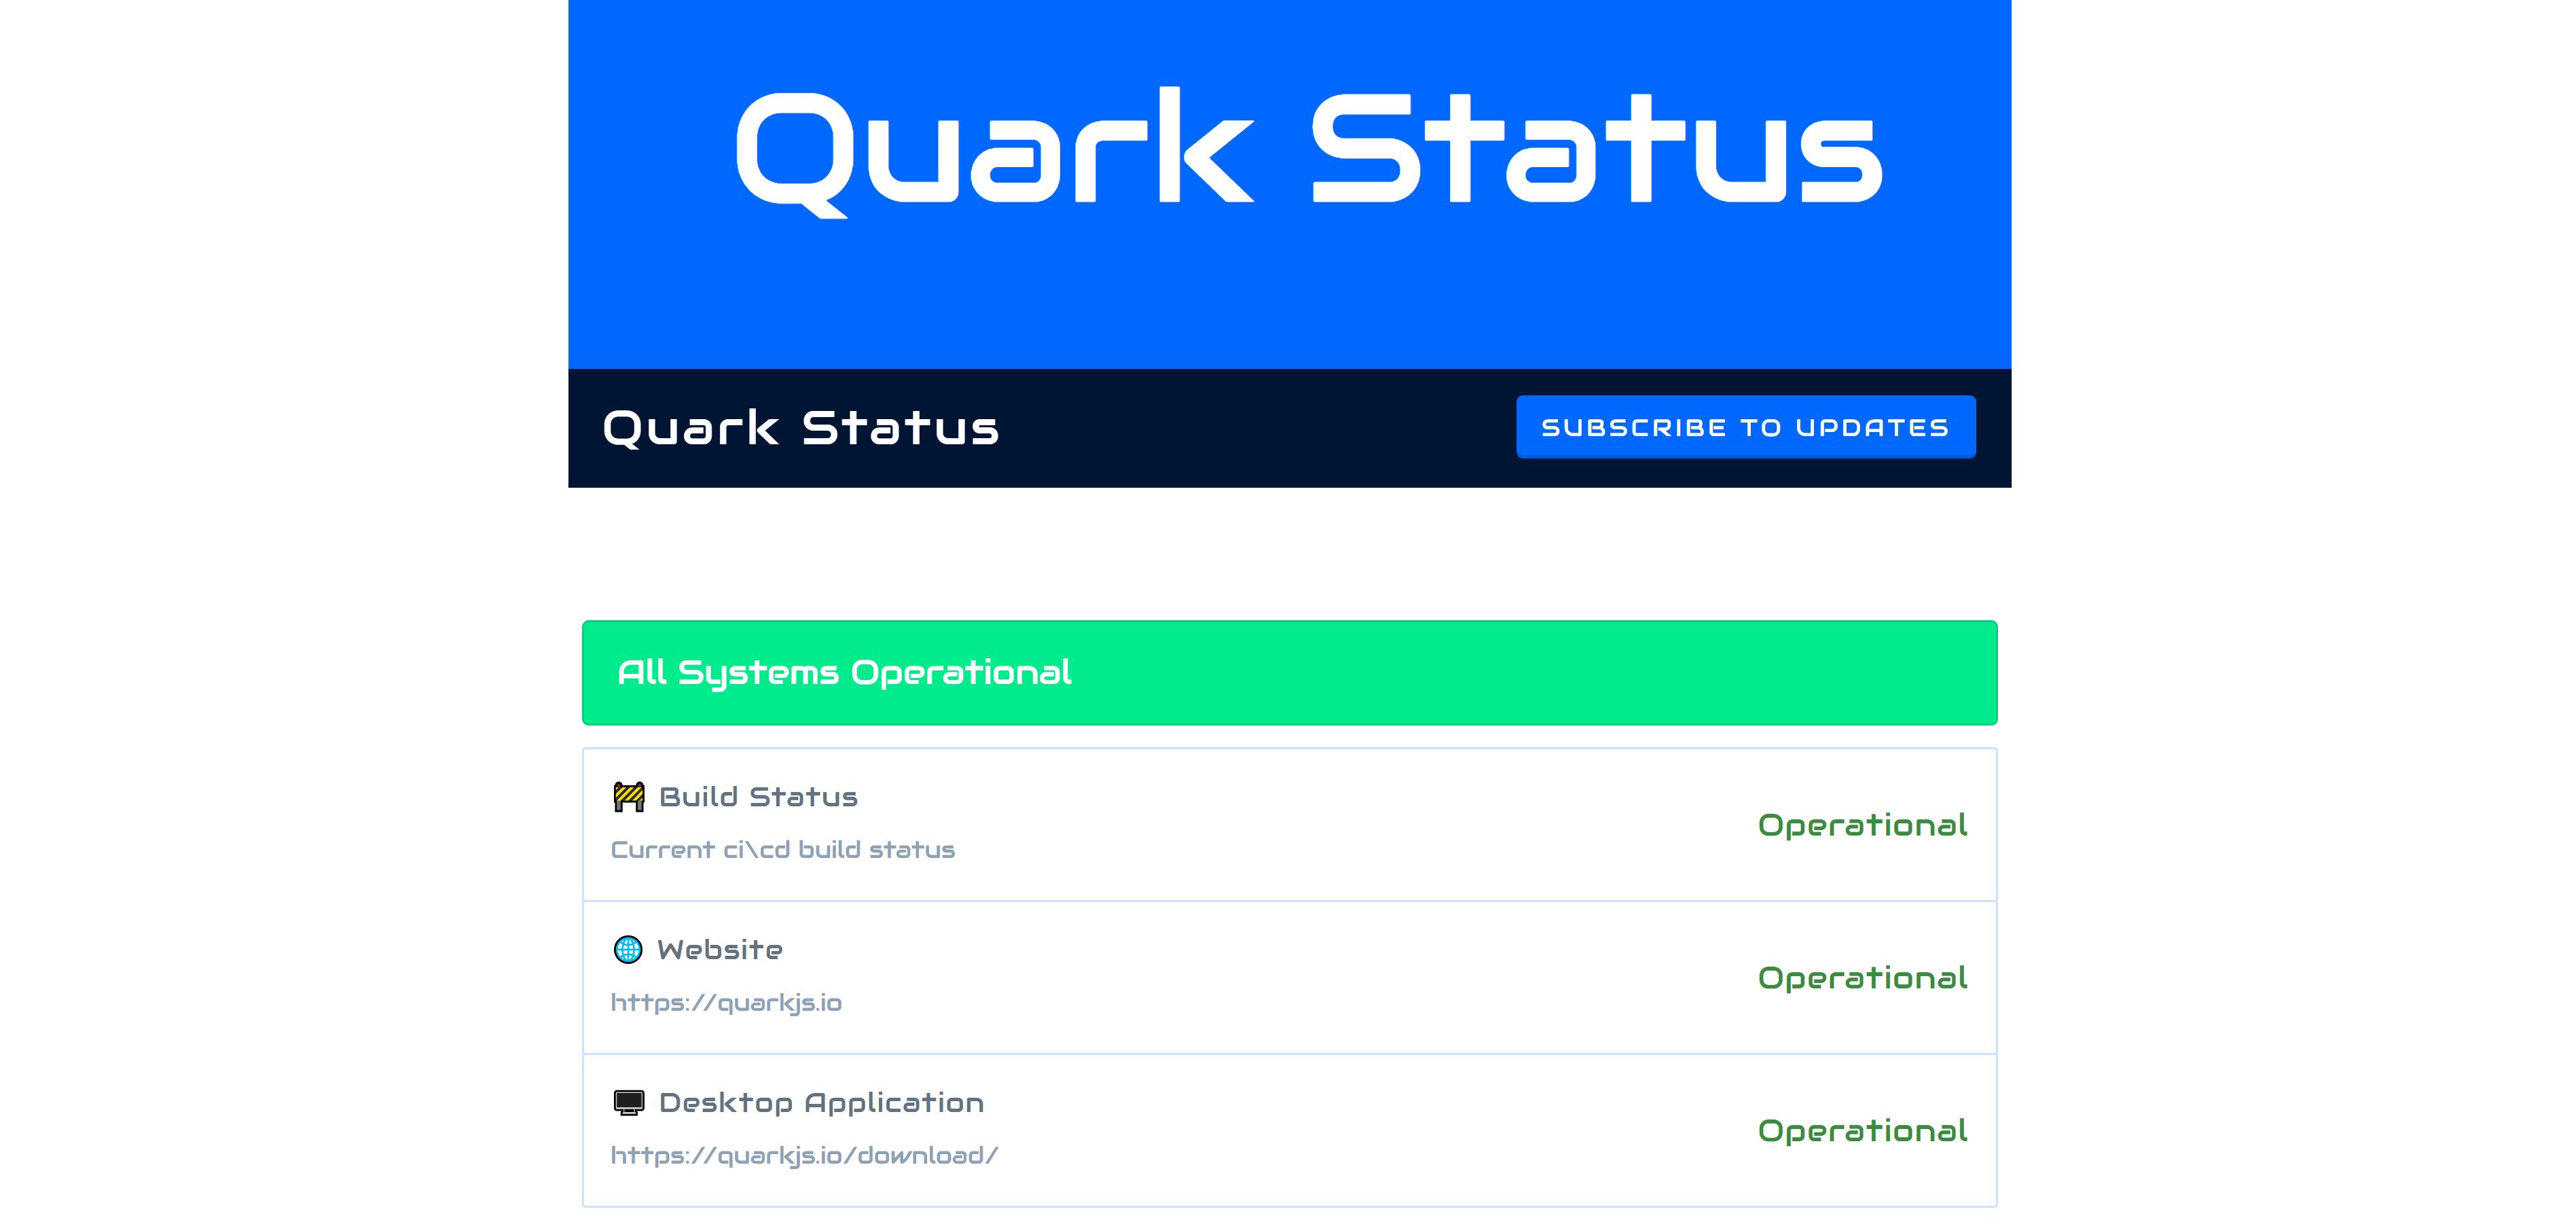 Quark Status
Quark Status
SUBSCRIBE TO UPDATES
All Systems Operational
Build Status
Current ci\cd build status
Operational
Website
https://quarkjs.io
Operational
Desktop Application
https://quarkjs.io/download/
Operational